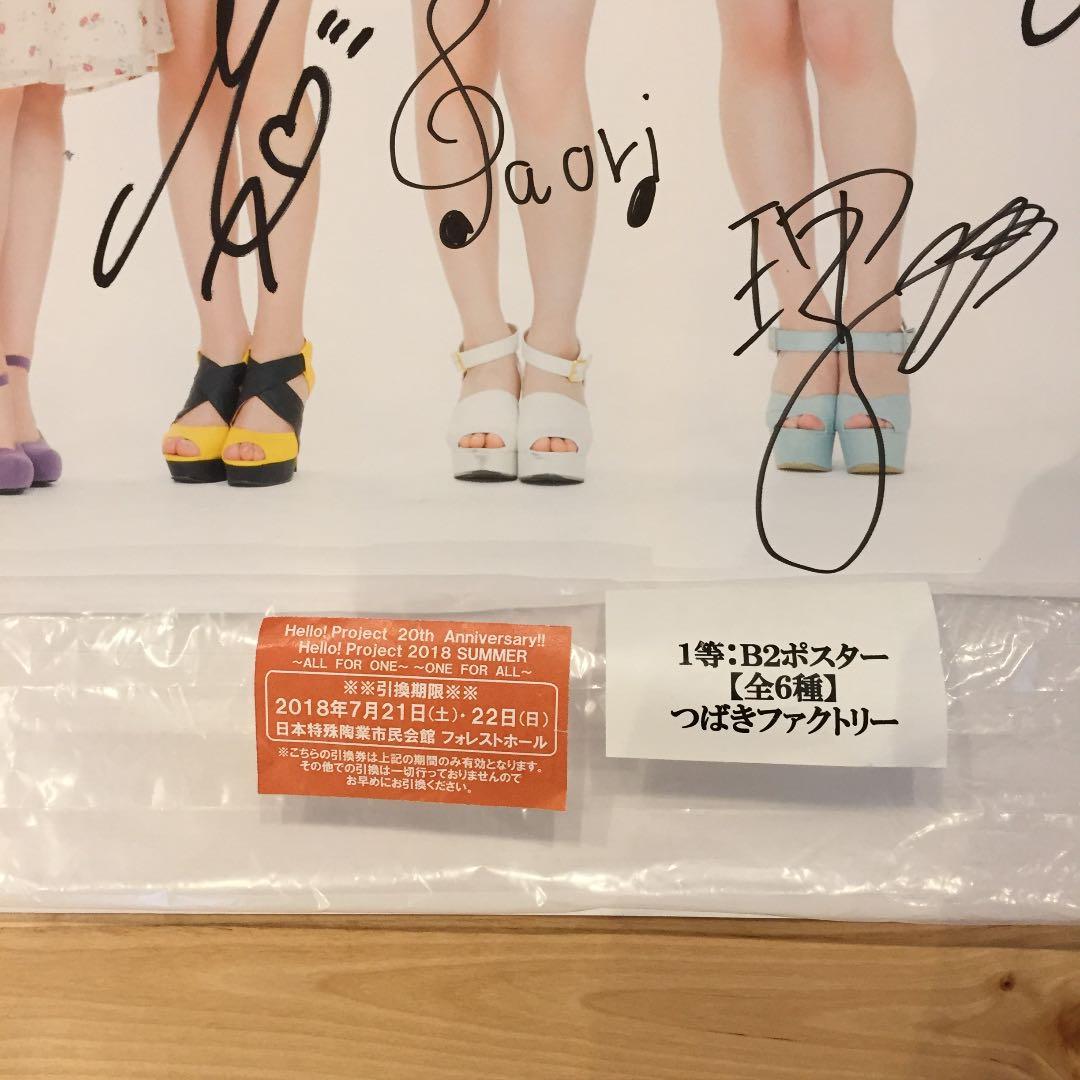 Saori
理
Hello! Project 20th Anniversary!!
Hello! Project 2018 SUMMER
~ALL FOR ONE~ ~ONE FOR ALL~
※※引換期限※※
2018年7月21日(土)・22日(日)
日本特殊陶業市民会館 フォレストホール
※こちらの引換券は上記の期間のみ有効となります。
その他での引換は一切行っておりませんので
お早めにお引換ください。
1等:B2ポスター
【全6種】
つばきファクトリー